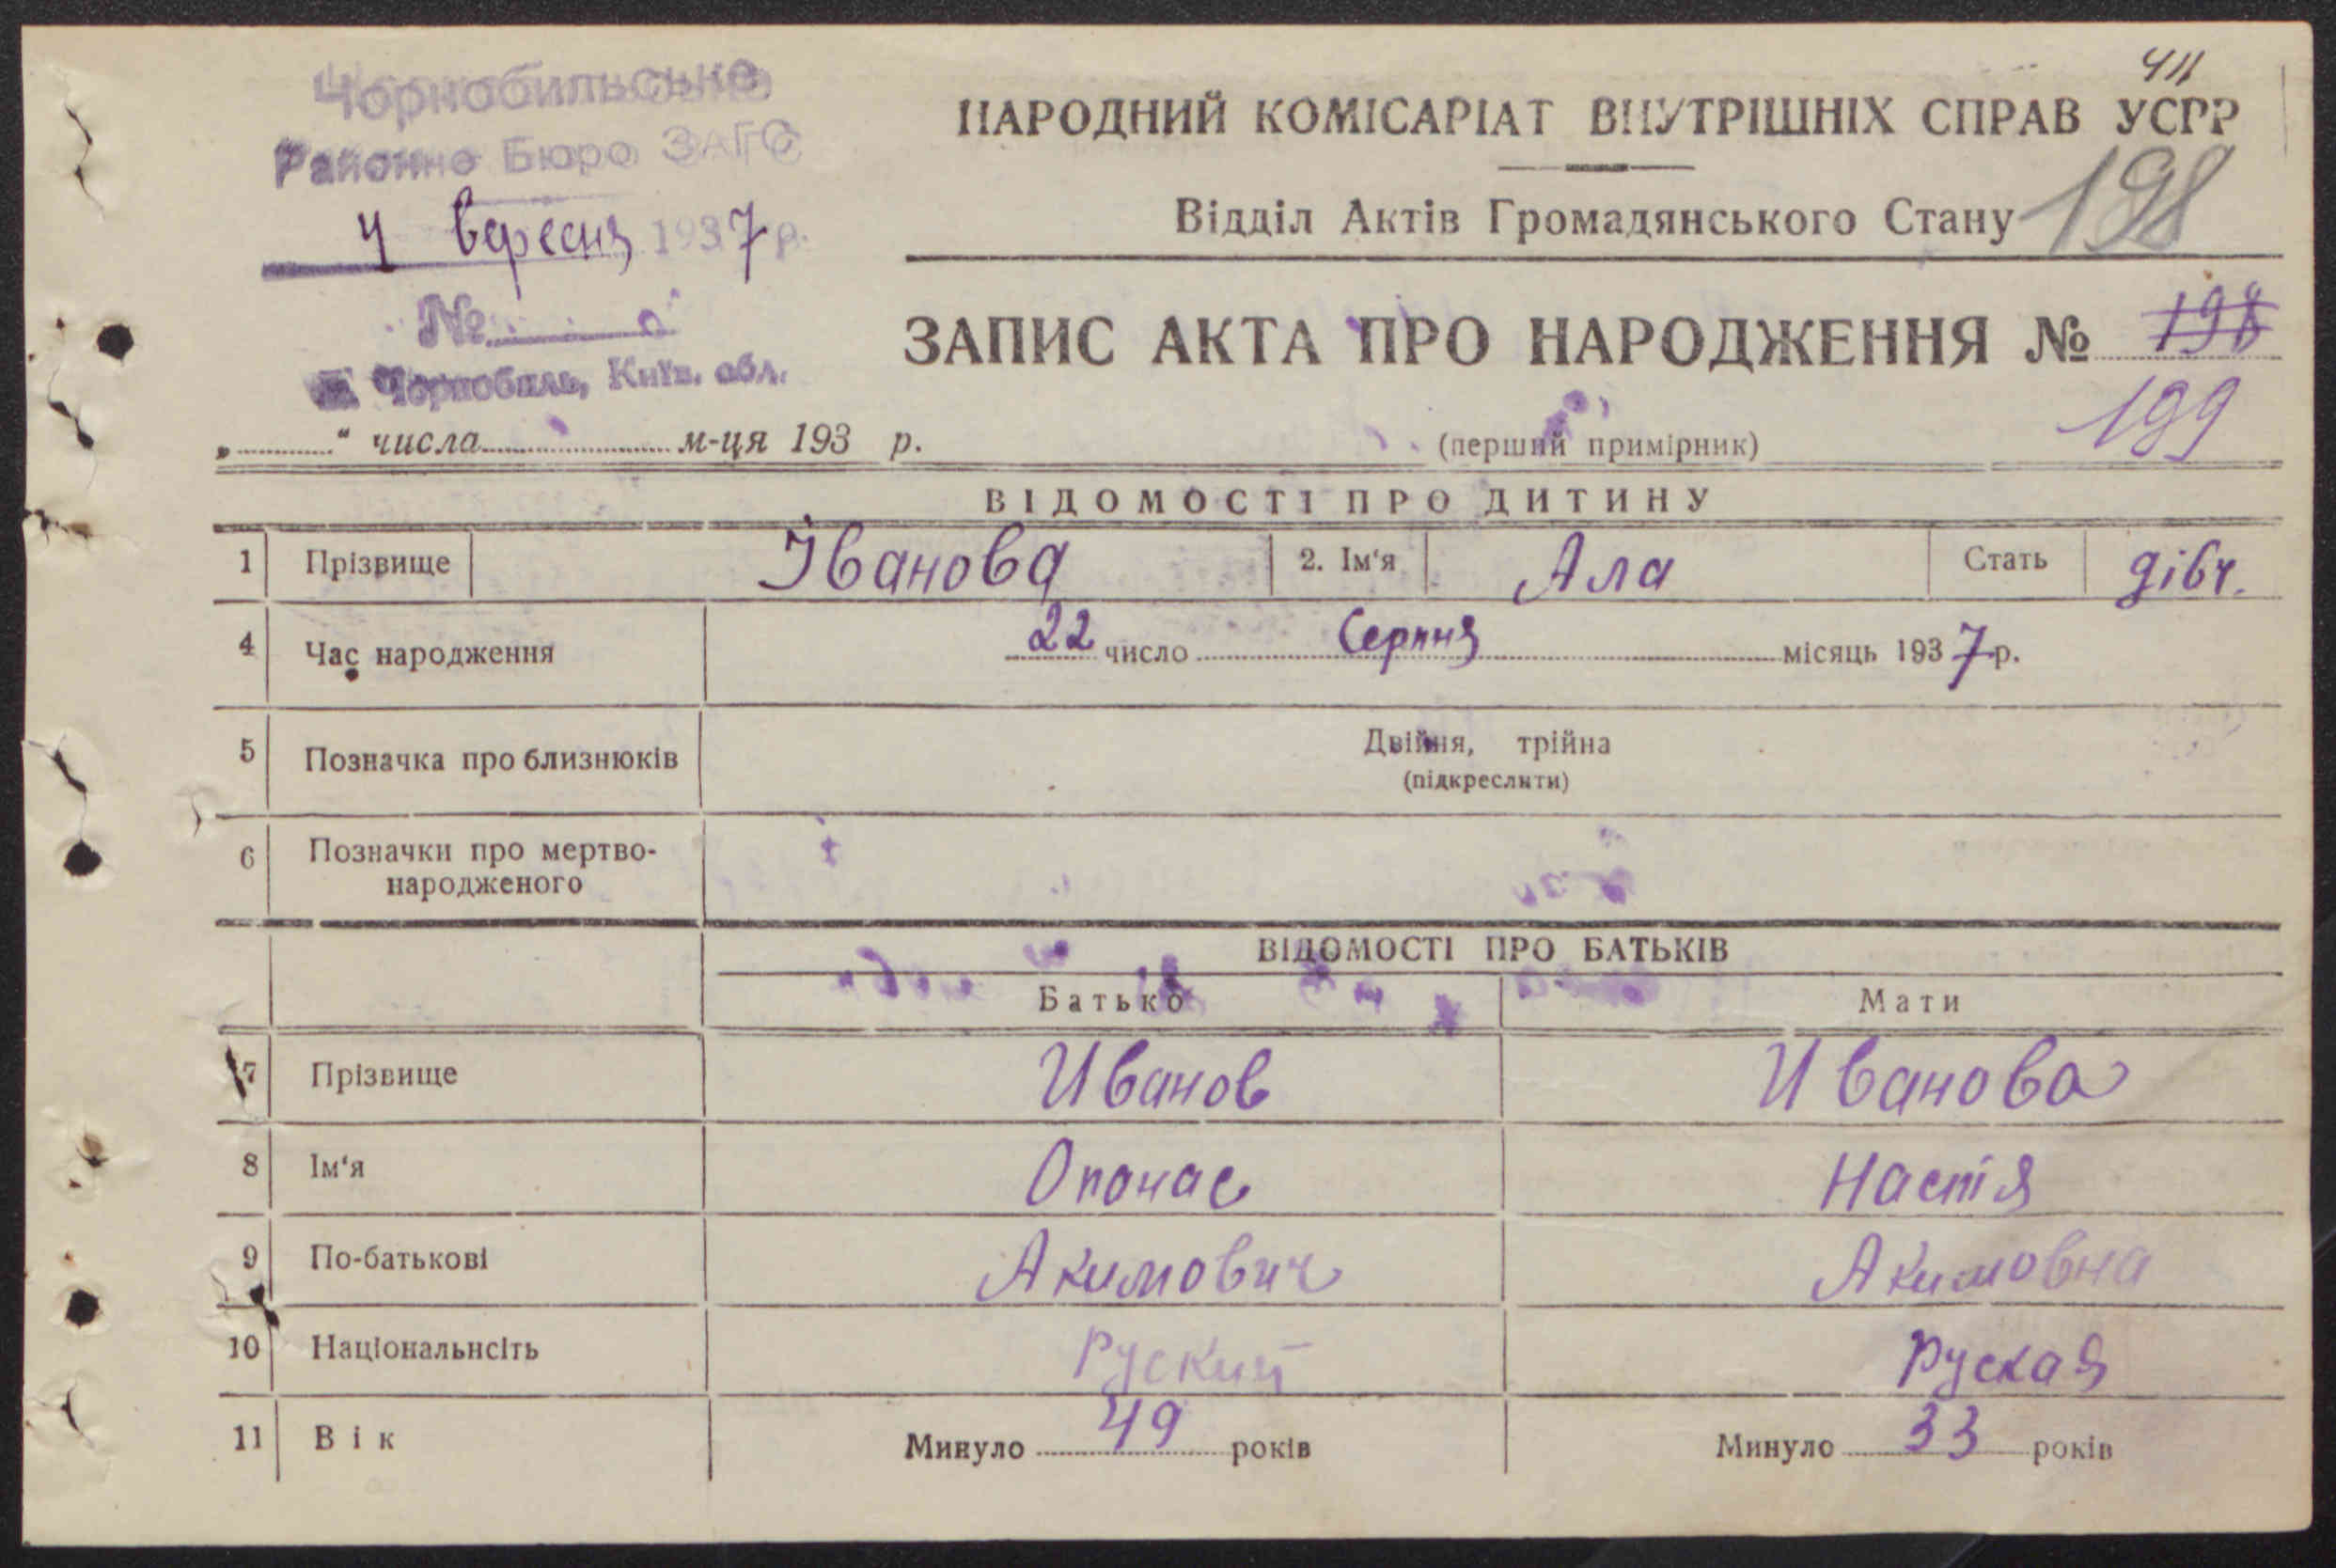 411
Чорнобильське
Районне Бюро ЗАГС
4 вересня 1937 р.
№
м. Чорнобиль, Київ. обл.
„ “ числа м-ця 193 р.
НАРОДНИЙ КОМІСАРІАТ ВНУТРІШНІХ СПРАВ УСРР
Відділ Актів Громадянського Стану 198
ЗАПИС АКТА ПРО НАРОДЖЕННЯ № 198
199
(перший примірник)
ВІДОМОСТІ ПРО ДИТИНУ
1 Прізвище Іванова 2. Ім'я Ала Стать дівч.
4 Час народження 22 число Серпня місяць 1937 р.
5 Позначка про близнюків Двійня, трійна
(підкреслити)
6 Позначки про мертво-
народженого
ВІДОМОСТІ ПРО БАТЬКІВ
Батько Мати
7 Прізвище Иванов Иванова
8 Ім'я Опонас Настія
9 По-батькові Акимович Акимовна
10 Національнсіть Руский Руская
11 Вік Минуло 49 років Минуло 33 років